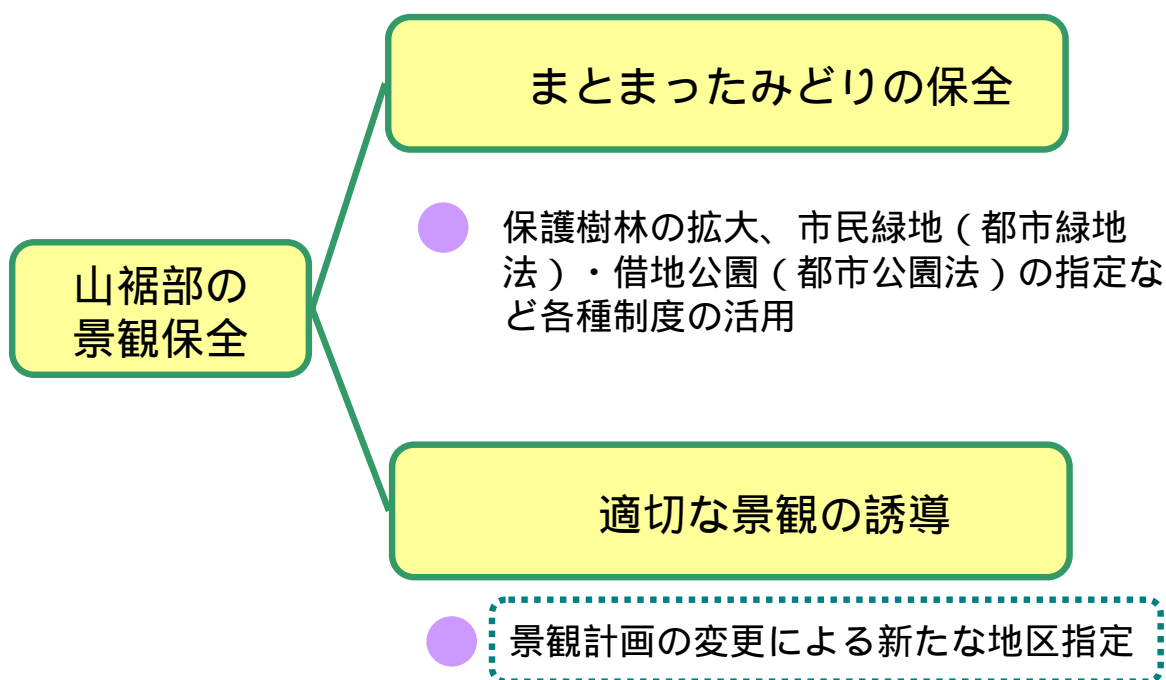 まとまったみどりの保全
保護樹林の拡大、市民緑地(都市緑地
法)・借地公園(都市公園法)の指定な
ど各種制度の活用
山裾部の
景観保全
適切な景観の誘導
景観計画の変更による新たな地区指定